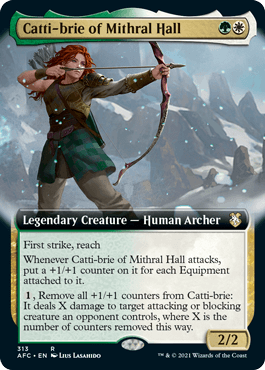 Catti-brie of Mithral Hall
Legendary Creature — Human Archer
First strike, reach
Whenever Catti-brie of Mithral Hall attacks,
put a +1/+1 counter on it for each Equipment
attached to it.
1, Remove all +1/+1 counters from Catti-brie:
It deals X damage to target attacking or blocking
creature an opponent controls, where X is the
number of counters removed this way.
2/2
313 R
AFC • EN Livs Lasahido
™ & © 2021 Wizards of the Coast